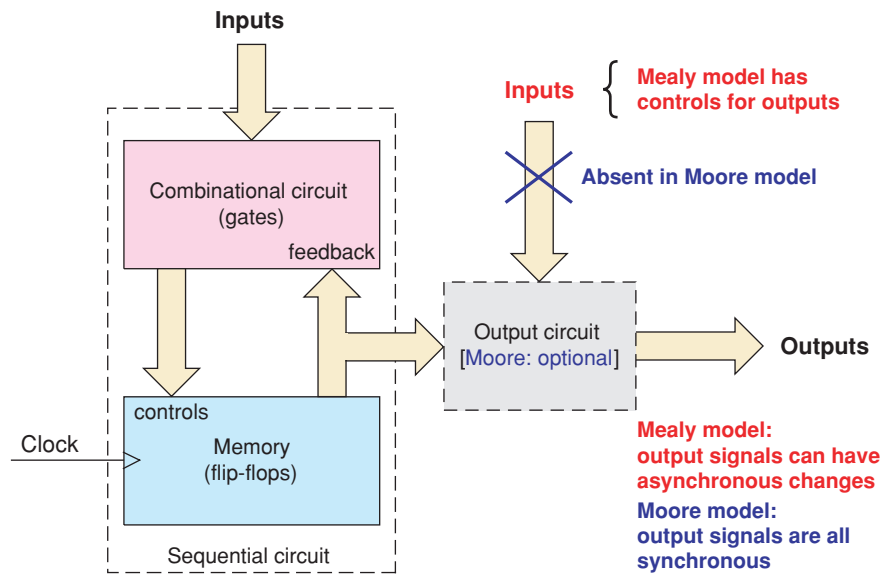 Inputs
Inputs
Mealy model has
controls for outputs
Combinational circuit
(gates)
feedback
Absent in Moore model
Output circuit
[Moore: optional]
Outputs
controls
Memory
(flip-flops)
Clock
Sequential circuit
Mealy model:
output signals can have
asynchronous changes
Moore model:
output signals are all
synchronous